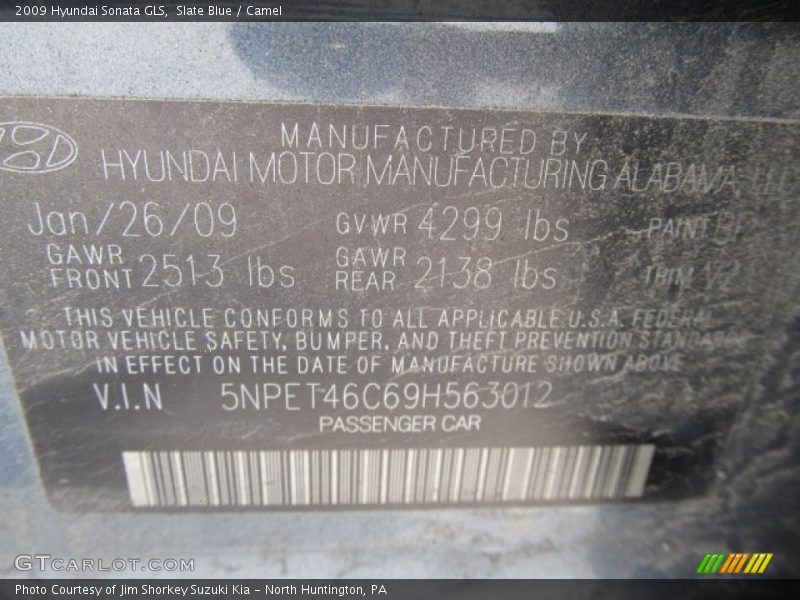 2009 Hyundai Sonata GLS, Slate Blue / Camel
MANUFACTURED BY
HYUNDAI MOTOR MANUFACTURING ALABAMA, LLC
Jan/26/09 GVWR 4299 lbs PAINT
GAWR FRONT 2513 lbs GAWR REAR 2138 lbs TRIM
THIS VEHICLE CONFORMS TO ALL APPLICABLE U.S.A. FEDERAL
MOTOR VEHICLE SAFETY, BUMPER, AND THEFT PREVENTION STANDARDS
IN EFFECT ON THE DATE OF MANUFACTURE SHOWN ABOVE
V.I.N 5NPET46C69H563012
PASSENGER CAR
GTCARLOT.COM
Photo Courtesy of Jim Shorkey Suzuki Kia - North Huntington, PA